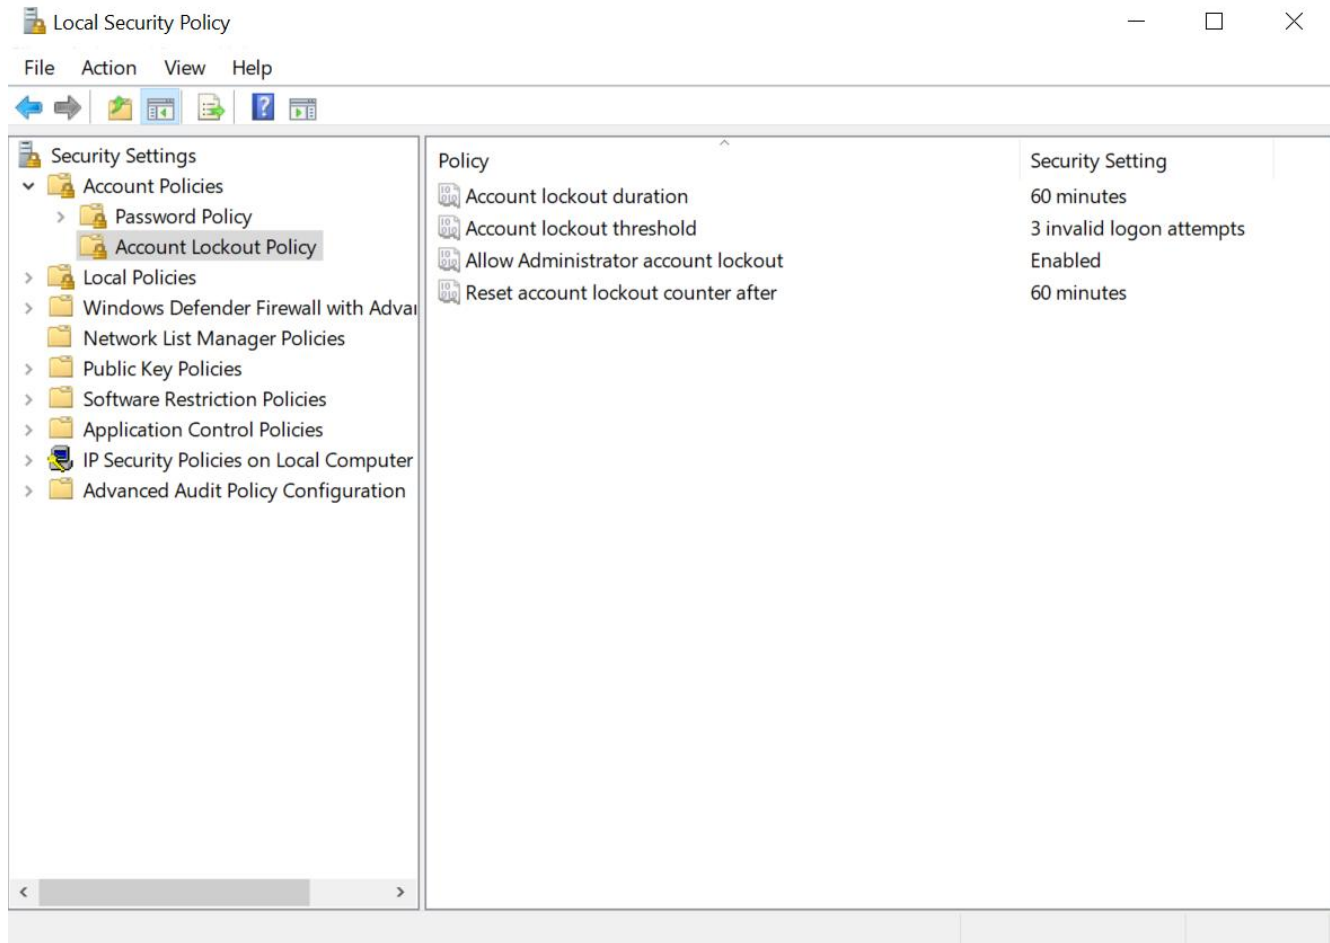 Local Security Policy
File Action View Help
Security Settings
Account Policies
Password Policy
Account Lockout Policy
Local Policies
Windows Defender Firewall with Advar
Network List Manager Policies
Public Key Policies
Software Restriction Policies
Application Control Policies
IP Security Policies on Local Computer
Advanced Audit Policy Configuration
Policy Security Setting
Account lockout duration 60 minutes
Account lockout threshold 3 invalid logon attempts
Allow Administrator account lockout Enabled
Reset account lockout counter after 60 minutes